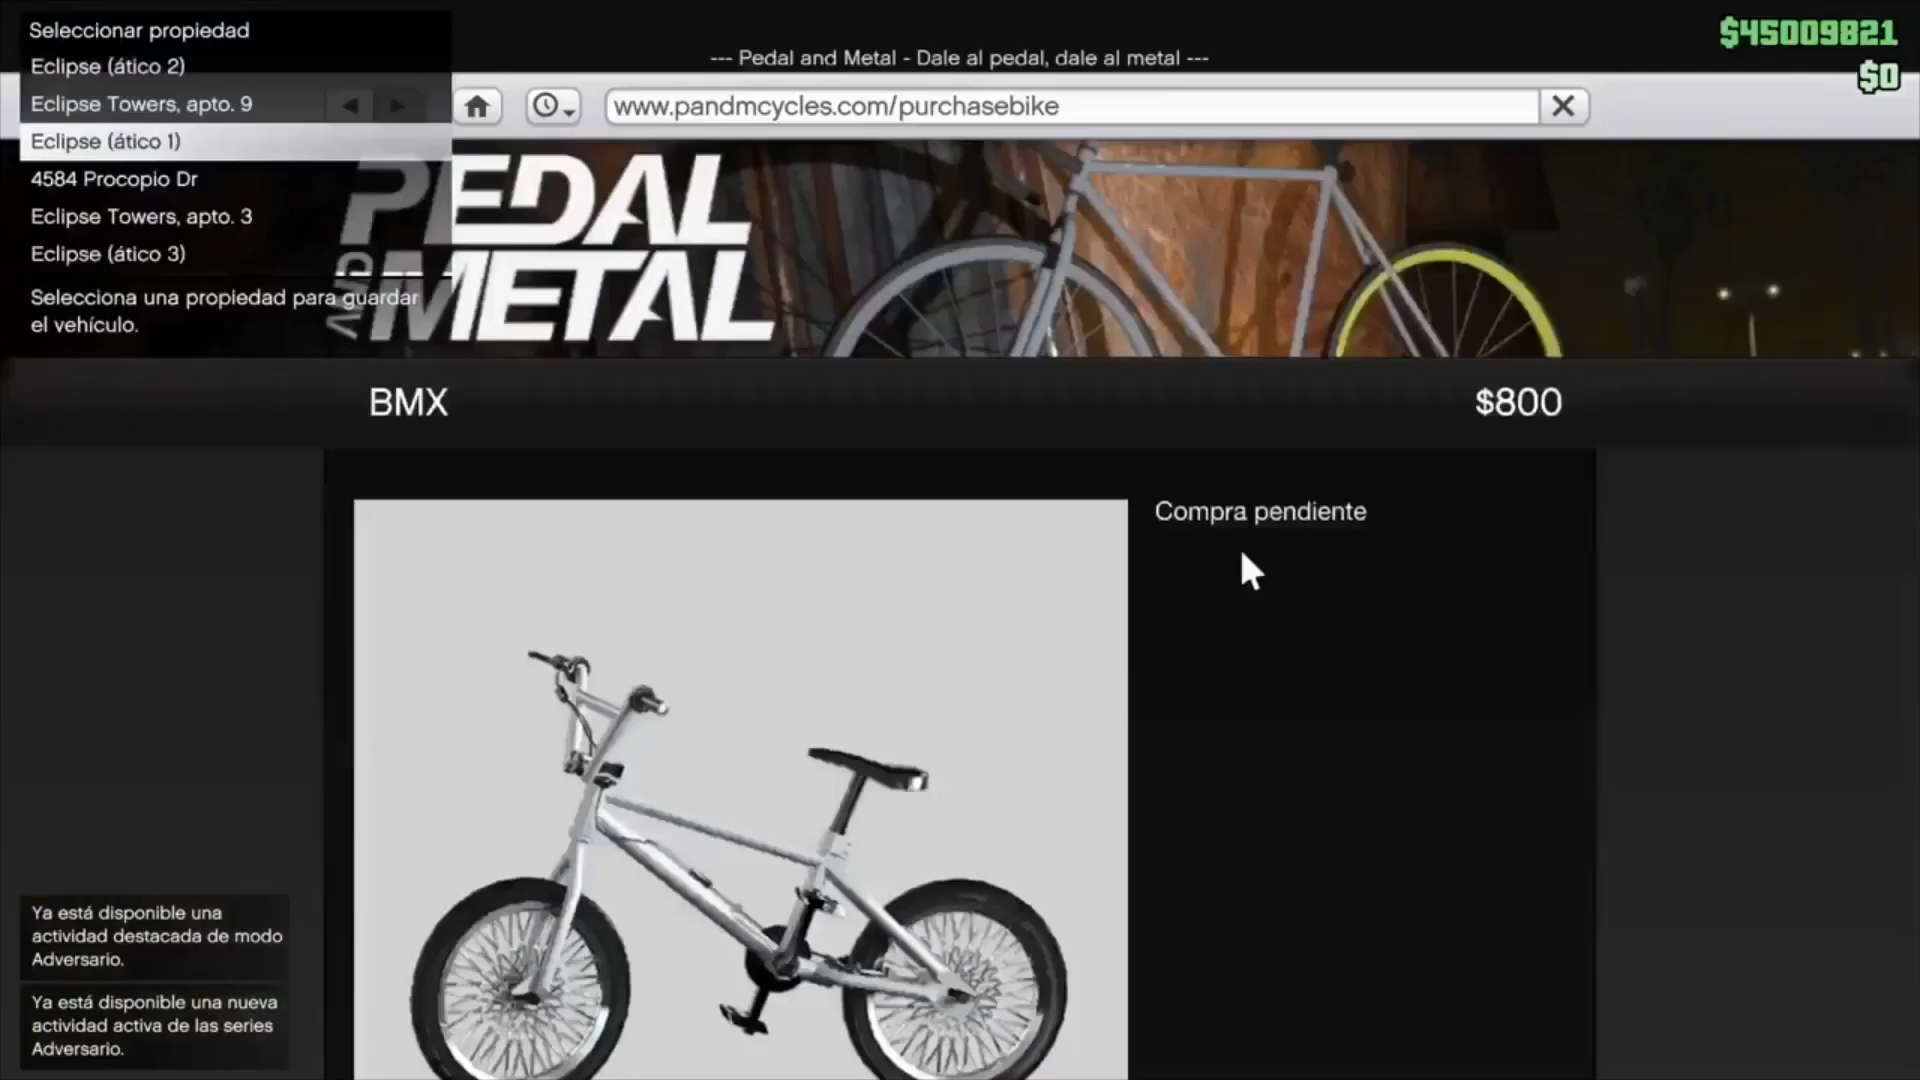 Seleccionar propiedad
Eclipse (ático 2)
Eclipse Towers, apto. 9
Eclipse (ático 1)
4584 Procopio Dr
Eclipse Towers, apto. 3
Eclipse (ático 3)
Selecciona una propiedad para guardar
el vehículo.
--- Pedal and Metal - Dale al pedal, dale al metal ---
$45009821
$0
www.pandmcycles.com/purchasebike
PEDAL
AND METAL
BMX
$800
Compra pendiente
Ya está disponible una
actividad destacada de modo
Adversario.
Ya está disponible una nueva
actividad activa de las series
Adversario.